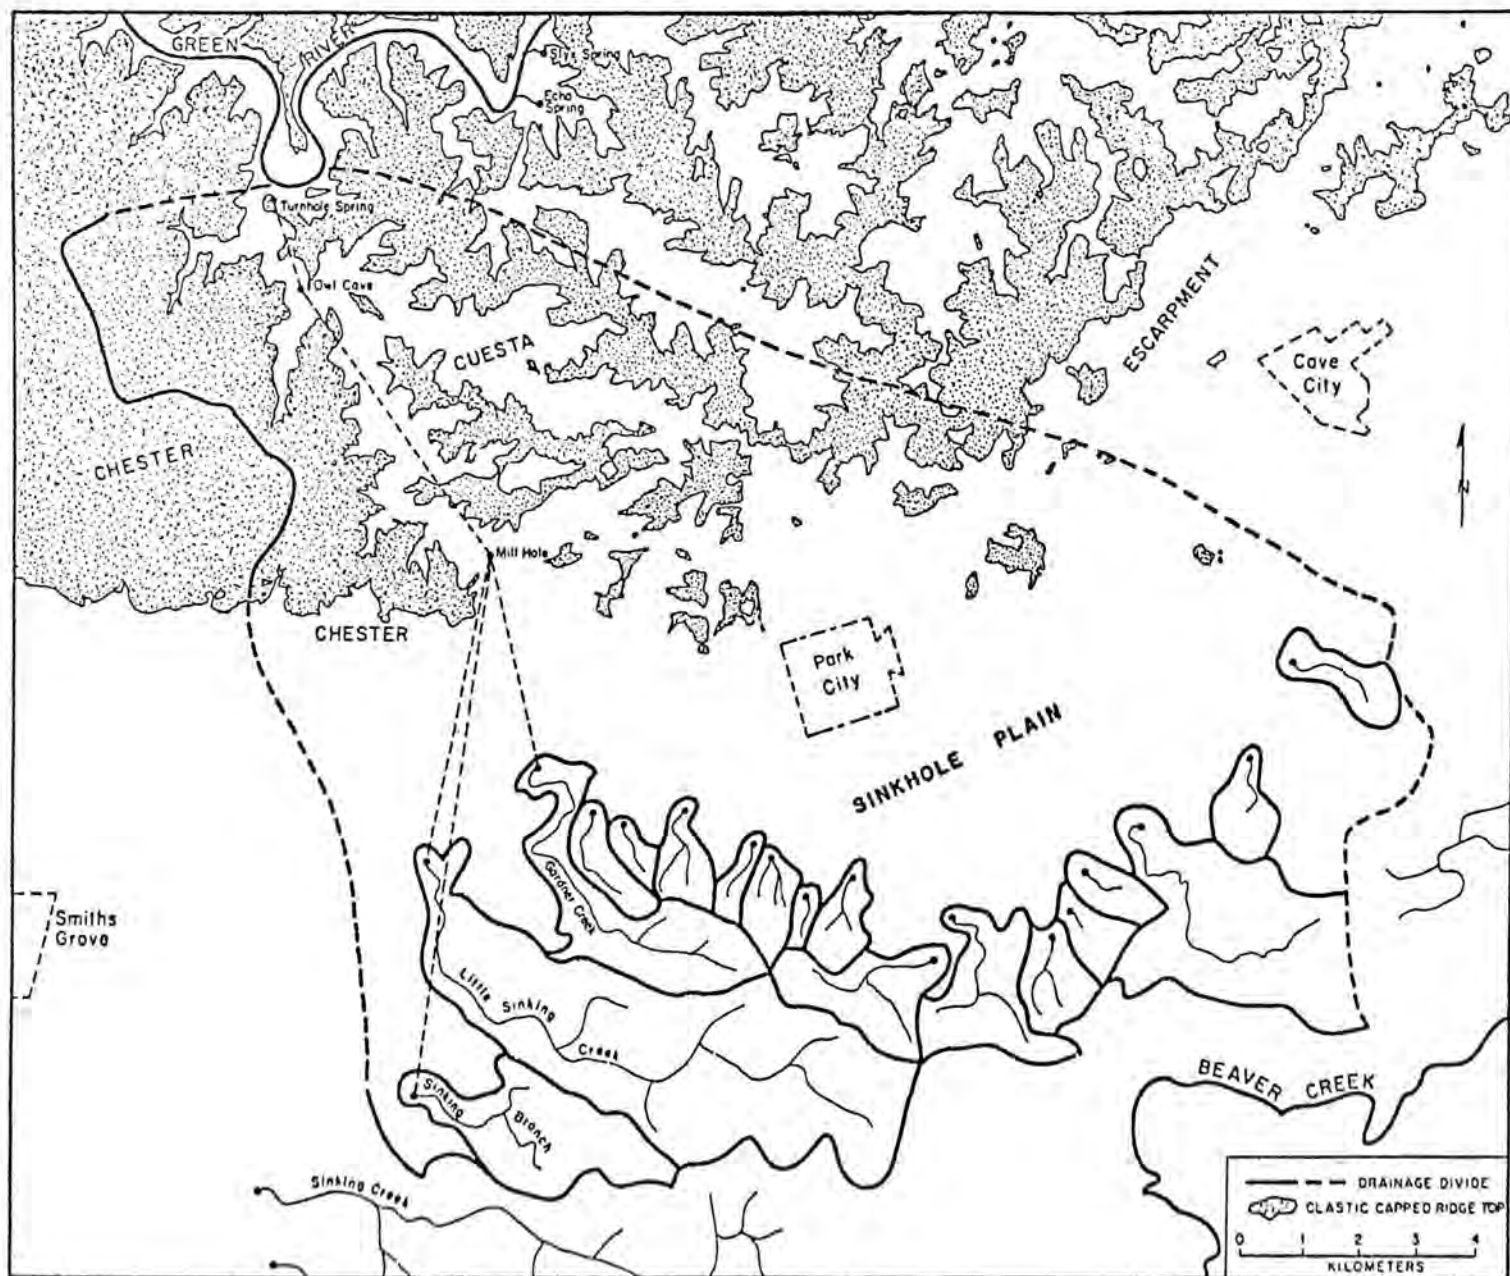 GREEN RIVER
Styx Spring
Echo
Spring
Turnhole Spring
Owl Cave
CUESTA
ESCARPMENT
Cave
City
CHESTER
N
Mill Hole
CHESTER
Park
City
SINKHOLE PLAIN
Gardner Creek
Smiths
Grove
Little Sinking
Creek
Sinking
Branch
BEAVER CREEK
Sinking Creek
DRAINAGE DIVIDE
CLASTIC CAPPED RIDGE TOP
0 1 2 3 4
KILOMETERS